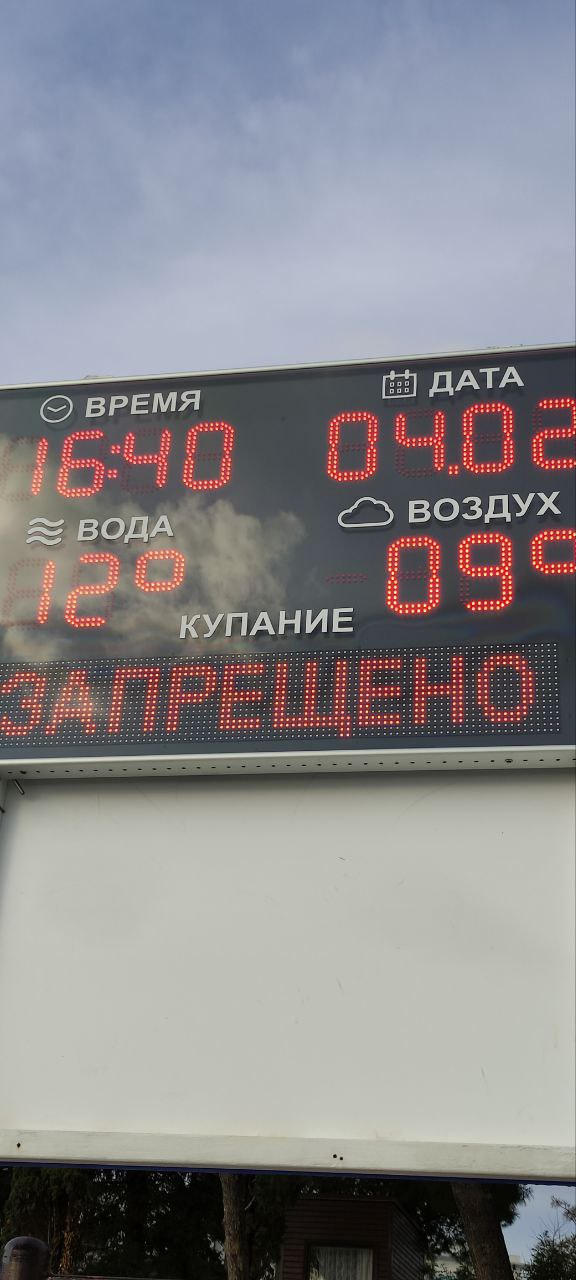 ВРЕМЯ ДАТА
16:40 04.02
ВОДА ВОЗДУХ
12° 09°
КУПАНИЕ
ЗАПРЕЩЕНО